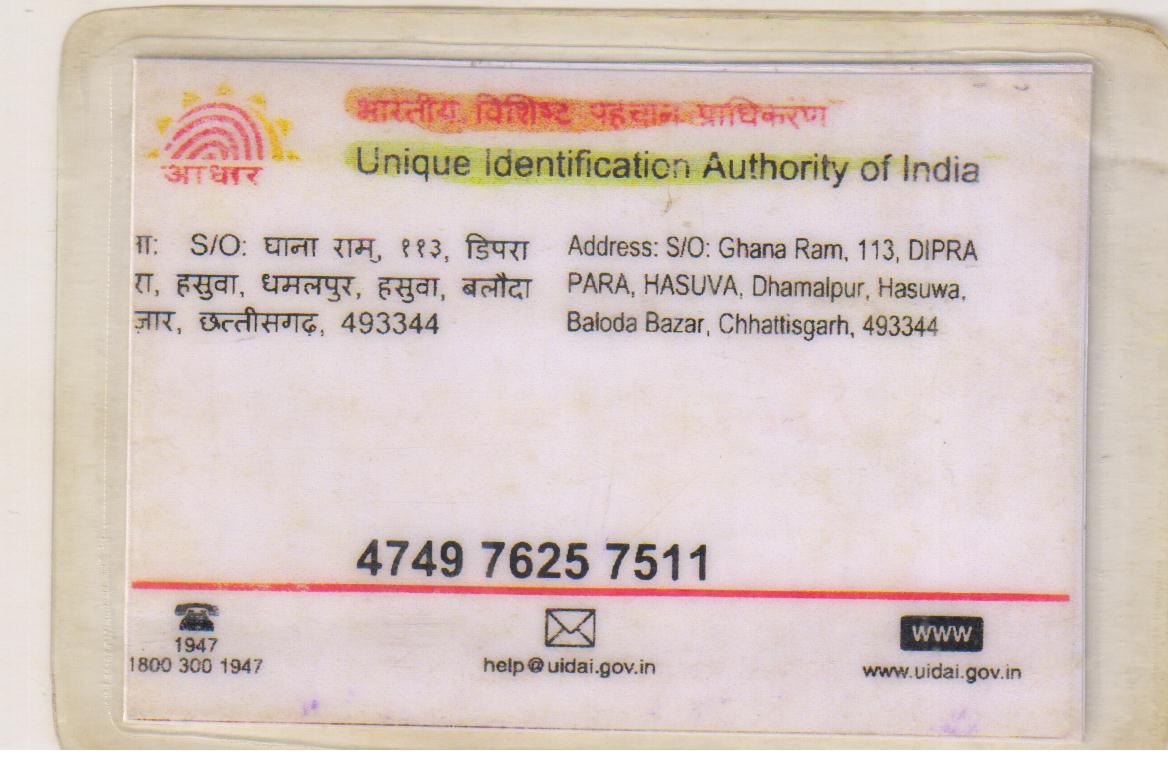 भारतीय विशिष्ट पहचान प्राधिकरण
आधार
Unique Identification Authority of India
ता: S/O: घाना राम, ११३, डिपरा
रा, हसुवा, धमलपुर, हसुवा, बलौदा
ज़ार, छत्तीसगढ़, 493344
Address: S/O: Ghana Ram, 113, DIPRA
PARA, HASUVA, Dhamalpur, Hasuwa,
Baloda Bazar, Chhattisgarh, 493344
4749 7625 7511
1947
1800 300 1947
help@uidai.gov.in
www
www.uidai.gov.in